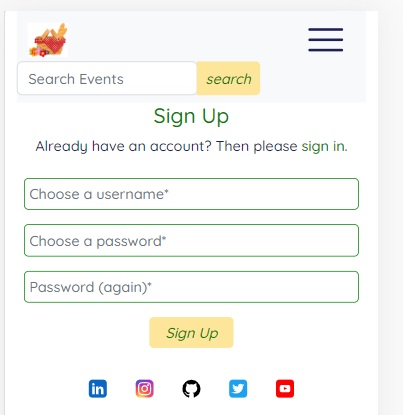 Search Events search
Sign Up
Already have an account? Then please sign in.
Choose a username*
Choose a password*
Password (again)*
Sign Up
in